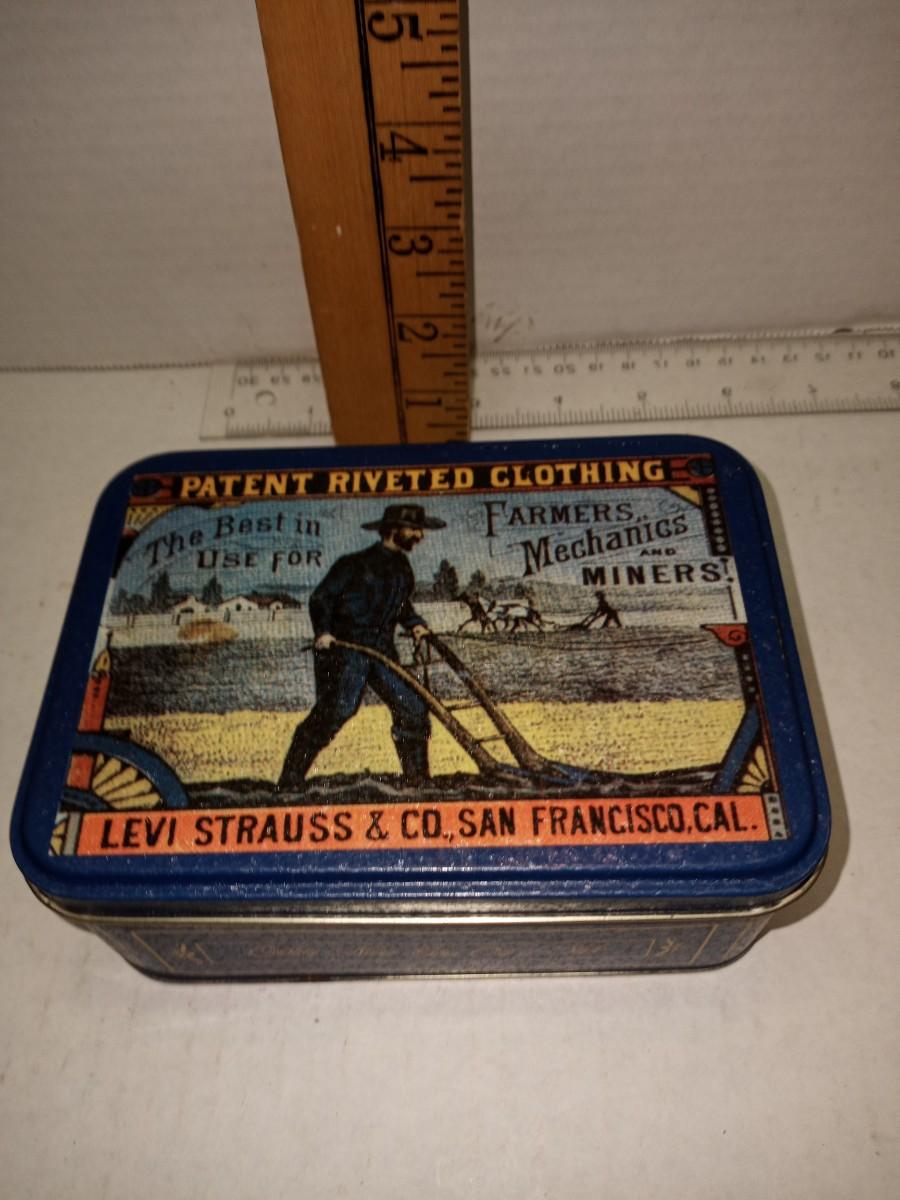 5
4
3
2
1
PATENT RIVETED CLOTHING
The Best in
USE FOR
FARMERS,
Mechanics
AND
MINERS!
LEVI STRAUSS & CO., SAN FRANCISCO, CAL.